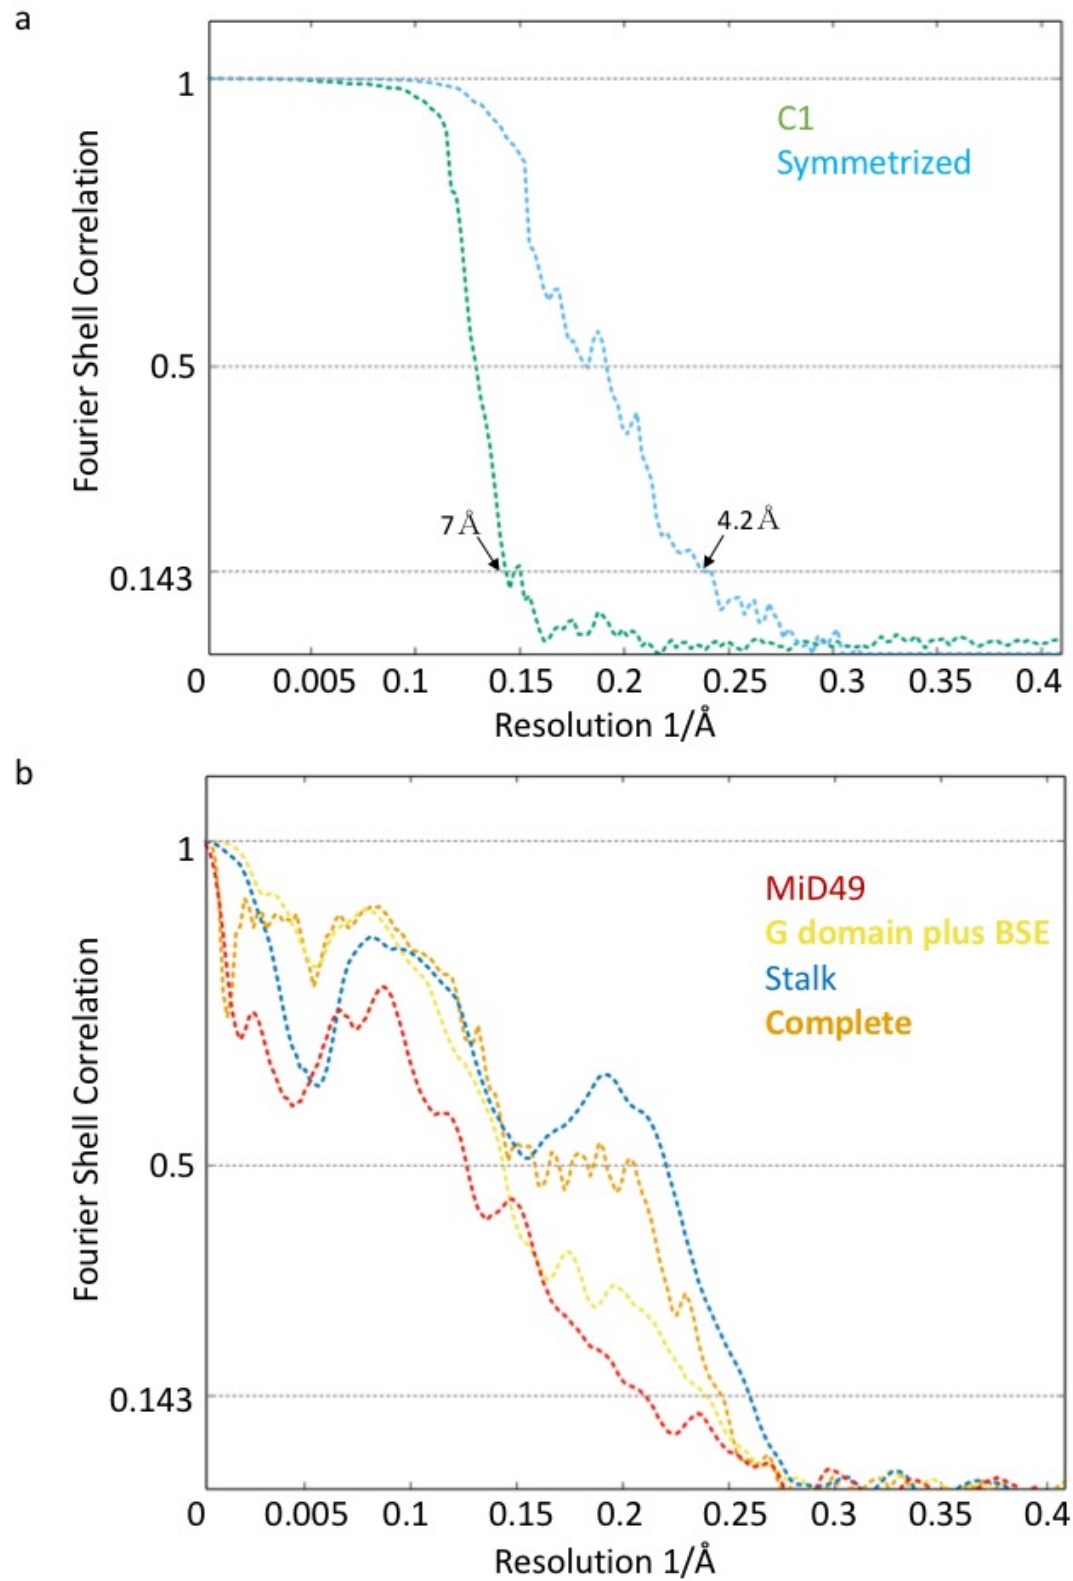 a
1
C1
Symmetrized
Fourier Shell Correlation
0.5
7 Å
4.2 Å
0.143
0 0.005 0.1 0.15 0.2 0.25 0.3 0.35 0.4
Resolution 1/Å
b
1
MiD49
G domain plus BSE
Stalk
Complete
Fourier Shell Correlation
0.5
0.143
0 0.005 0.1 0.15 0.2 0.25 0.3 0.35 0.4
Resolution 1/Å